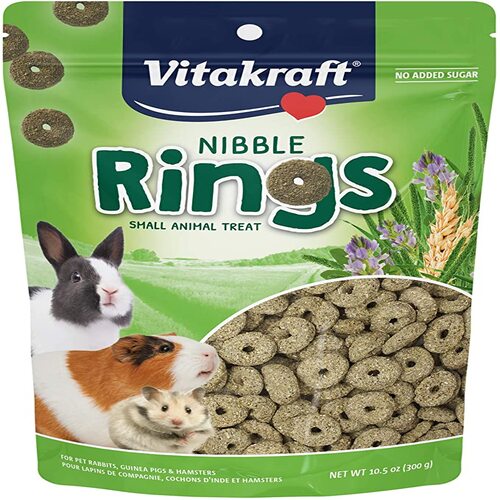 Vitakraft®
NO ADDED SUGAR
NIBBLE
Rings
SMALL ANIMAL TREAT
FOR PET RABBITS, GUINEA PIGS & HAMSTERS
POUR LAPINS DE COMPAGNIE, COCHONS D'INDE ET HAMSTERS
NET WT 10.5 OZ (300 g)